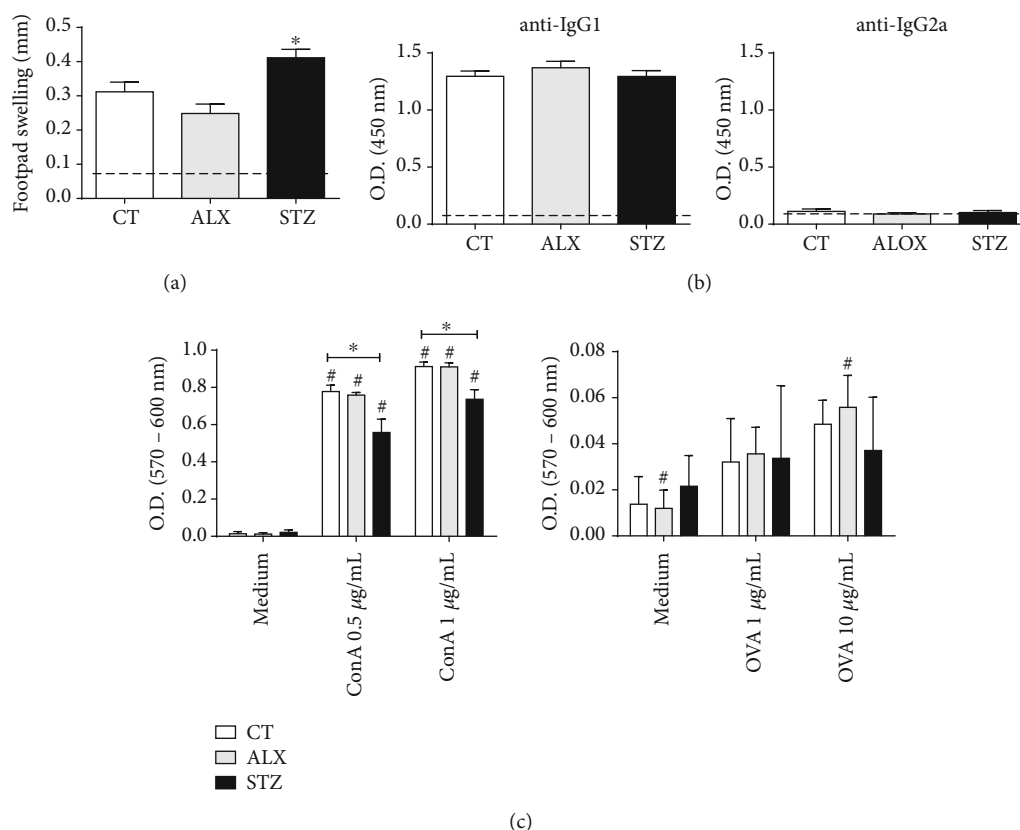 Footpad swelling (mm)
0.5
0.4
0.3
0.2
0.1
0.0
*
CT
ALX
STZ
(a)
anti-IgG1
O.D. (450 nm)
1.5
1.0
0.5
0.0
CT
ALX
STZ
anti-IgG2a
O.D. (450 nm)
1.5
1.0
0.5
0.0
CT
ALOX
STZ
(b)
O.D. (570 – 600 nm)
1.0
0.8
0.6
0.4
0.2
0.0
*
# # #
*
# # #
Medium
ConA 0.5 μg/mL
ConA 1 μg/mL
O.D. (570 – 600 nm)
0.08
0.06
0.04
0.02
0.00
#
#
Medium
OVA 1 μg/mL
OVA 10 μg/mL
CT
ALX
STZ
(c)